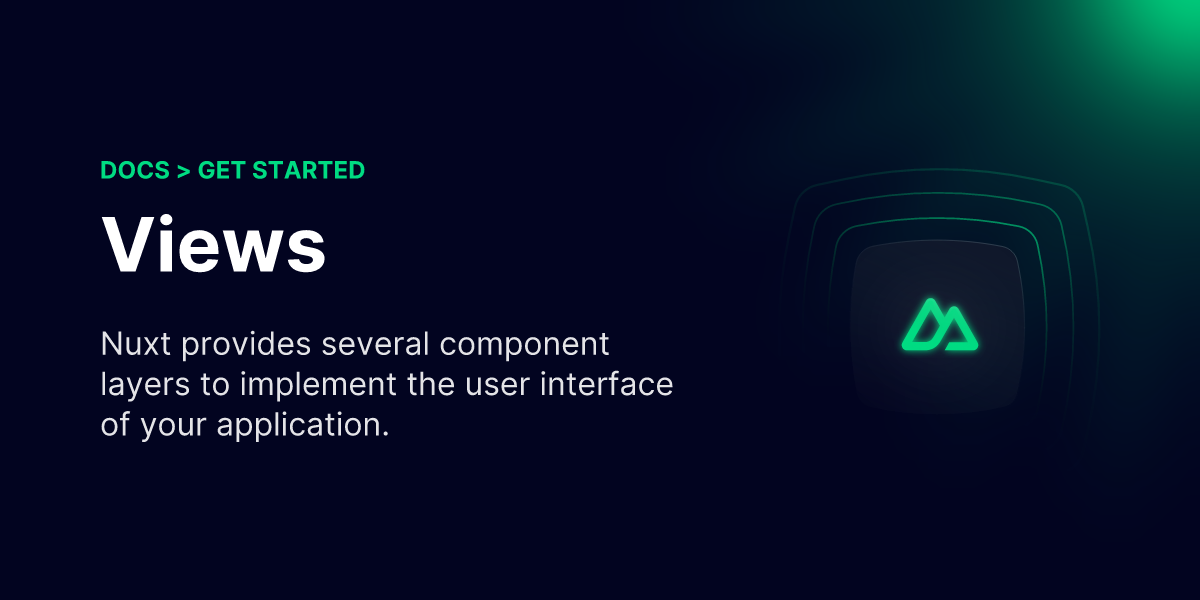 DOCS > GET STARTED
Views
Nuxt provides several component
layers to implement the user interface
of your application.